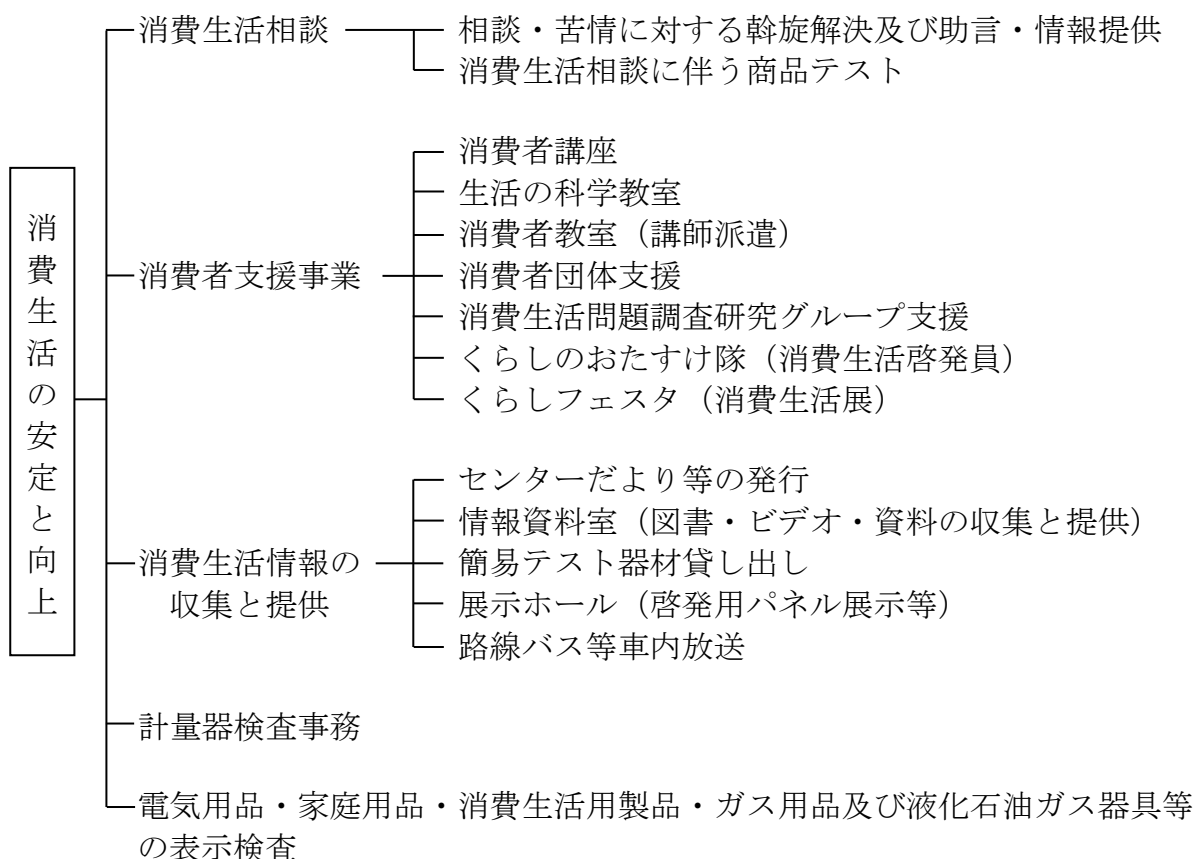 消費生活の安定と向上
消費生活相談
相談・苦情に対する斡旋解決及び助言・情報提供
消費生活相談に伴う商品テスト
消費者支援事業
消費者講座
生活の科学教室
消費者教室（講師派遣）
消費者団体支援
消費生活問題調査研究グループ支援
くらしのおたすけ隊（消費生活啓発員）
くらしフェスタ（消費生活展）
消費生活情報の
収集と提供
センターだより等の発行
情報資料室（図書・ビデオ・資料の収集と提供）
簡易テスト器材貸し出し
展示ホール（啓発用パネル展示等）
路線バス等車内放送
計量器検査事務
電気用品・家庭用品・消費生活用製品・ガス用品及び液化石油ガス器具等
の表示検査